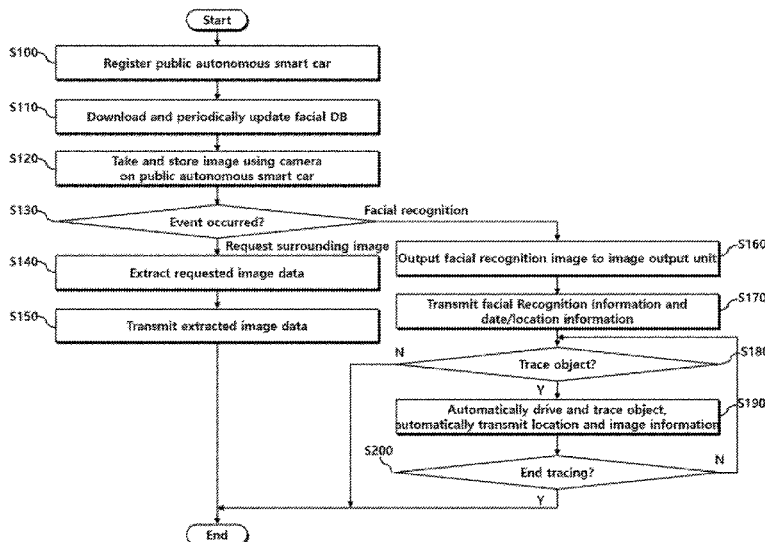 Start
S100
Register public autonomous smart car
S110
Download and periodically update facial DB
S120
Take and store image using camera
on public autonomous smart car
S130
Event occurred?
Facial recognition
Request surrounding image
S140
Extract requested image data
S150
Transmit extracted image data
Output facial recognition image to image output unit
S160
Transmit facial Recognition information and
date/location information
S170
N
Trace object?
S180
Y
Automatically drive and trace object,
automatically transmit location and image information
S190
S200
End tracing?
N
Y
End